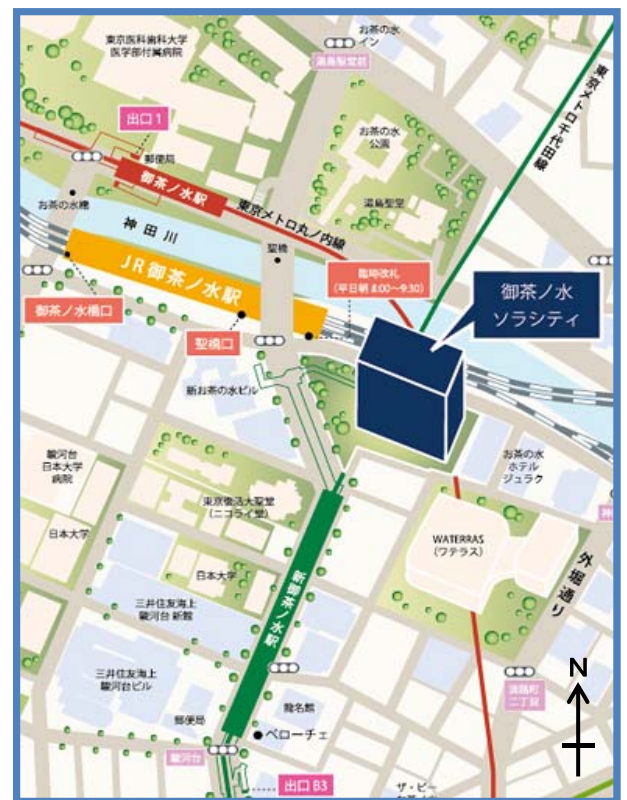 お茶の水
イン
東京医科歯科大学
医学部付属病院
湯島聖堂前
東京メトロ千代田線
出口1
お茶の水
公園
郵便局
御茶ノ水駅
湯島聖堂
お茶の水橋
東京メトロ丸ノ内線
神田川
聖橋
JR御茶ノ水駅
臨時改札
(平日朝 8:00〜9:30)
御茶ノ水
ソラシティ
御茶ノ水橋口
聖橋口
新お茶の水ビル
駿河台
日本大学
病院
お茶の水
ホテル
ジュラク
東京復活大聖堂
(ニコライ堂)
日本大学
WATERRAS
(ワテラス)
外堀通り
日本大学
新御茶ノ水駅
三井住友海上
駿河台 新館
三井住友海上
駿河台ビル
N
淡路町
二丁目
龍名館
郵便局
ベローチェ
駿河台
出口 B3
ザ・ビー